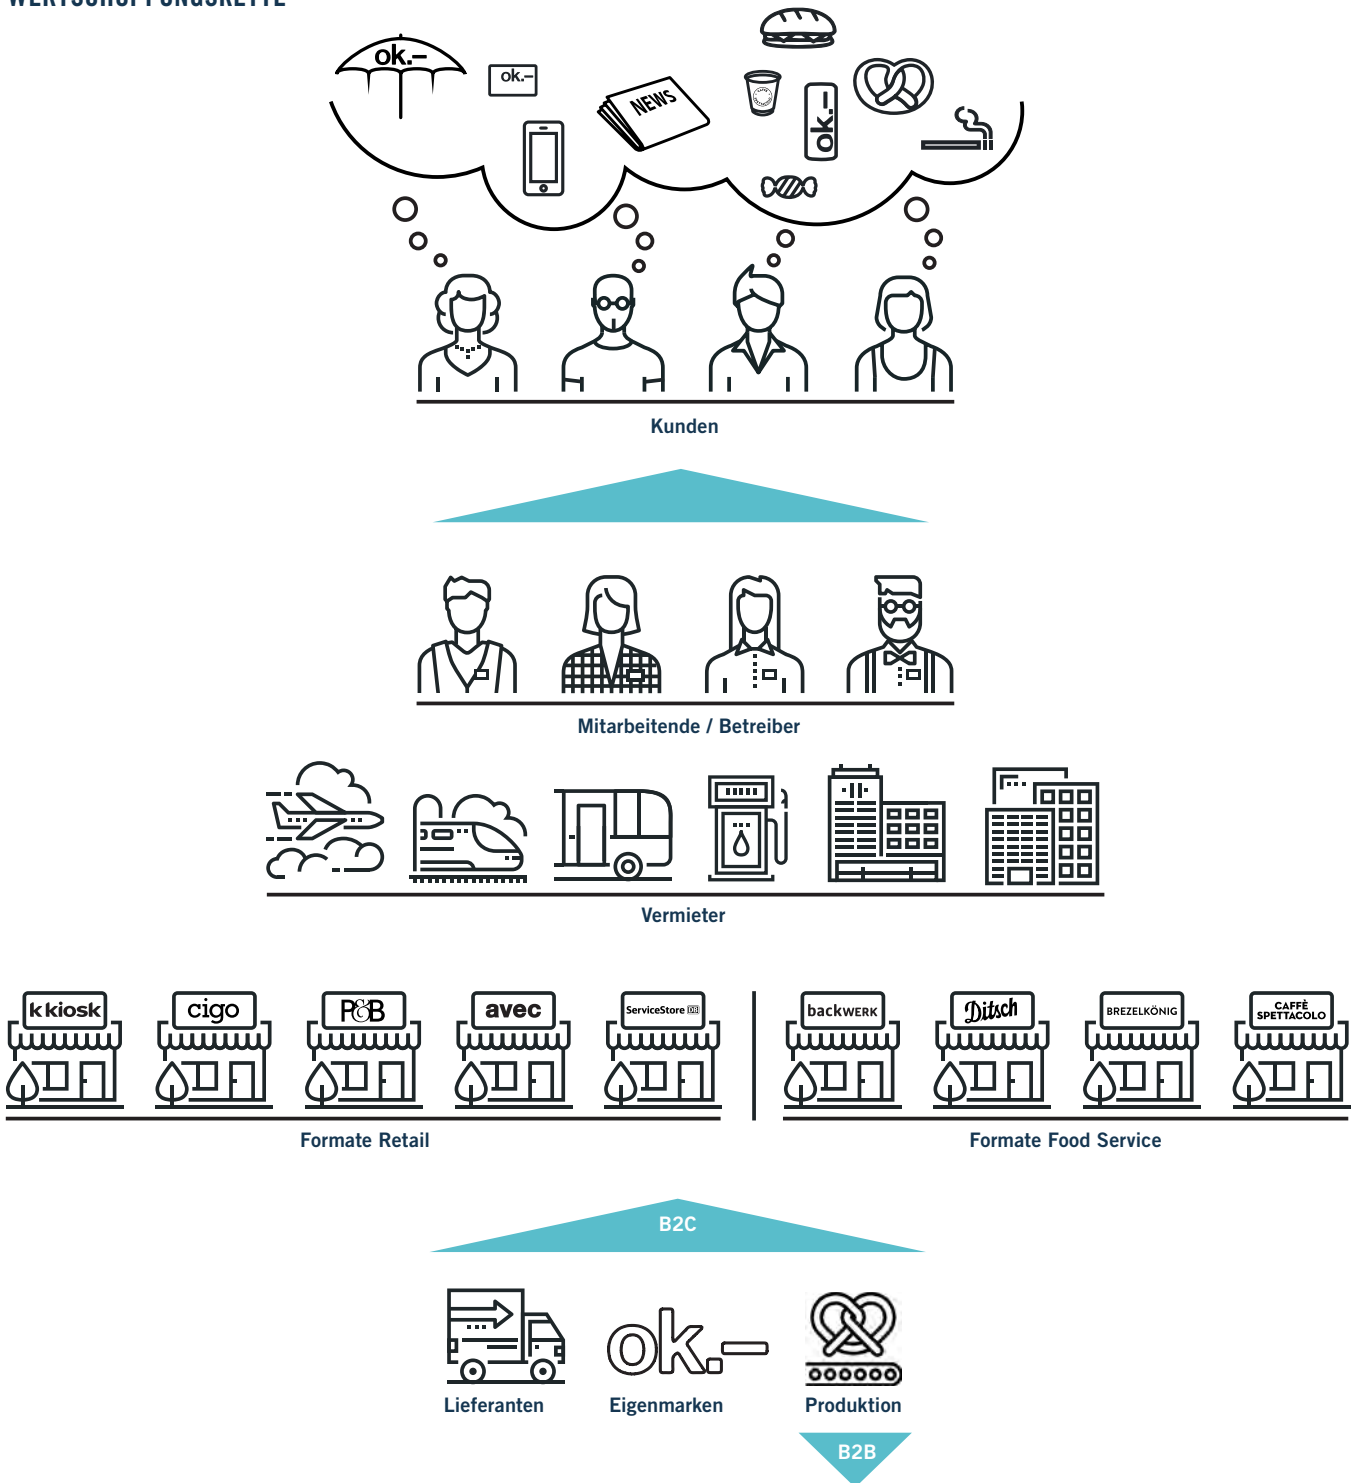 WERTSCHÖPFUNGSKETTE
ok.–
ok.–
NEWS
ok.–
Kunden
Mitarbeitende / Betreiber
Vermieter
k kiosk
cigo
P&B
avec
ServiceStore DB
backWERK
Ditsch
BREZELKÖNIG
CAFFÈ
SPETTACOLO
Formate Retail
Formate Food Service
B2C
ok.–
Lieferanten
Eigenmarken
Produktion
B2B